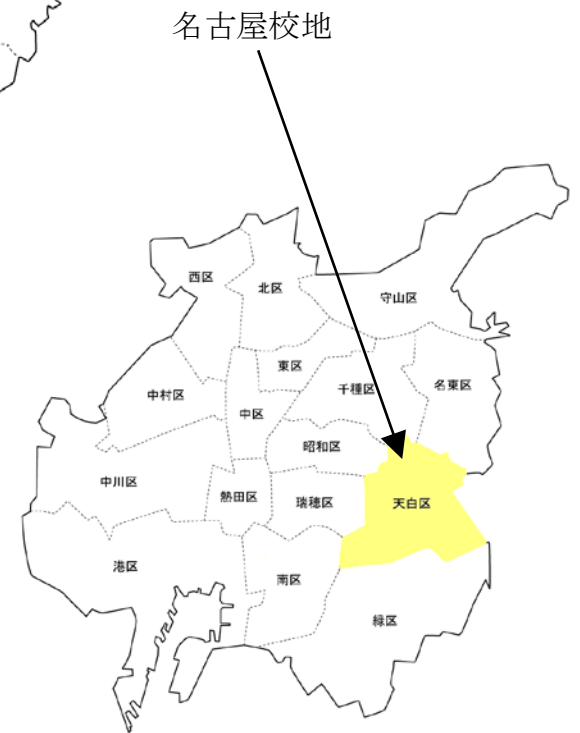 名古屋校地
西区
北区
守山区
東区
千種区
名東区
中村区
中区
昭和区
中川区
熱田区
瑞穂区
天白区
港区
南区
緑区